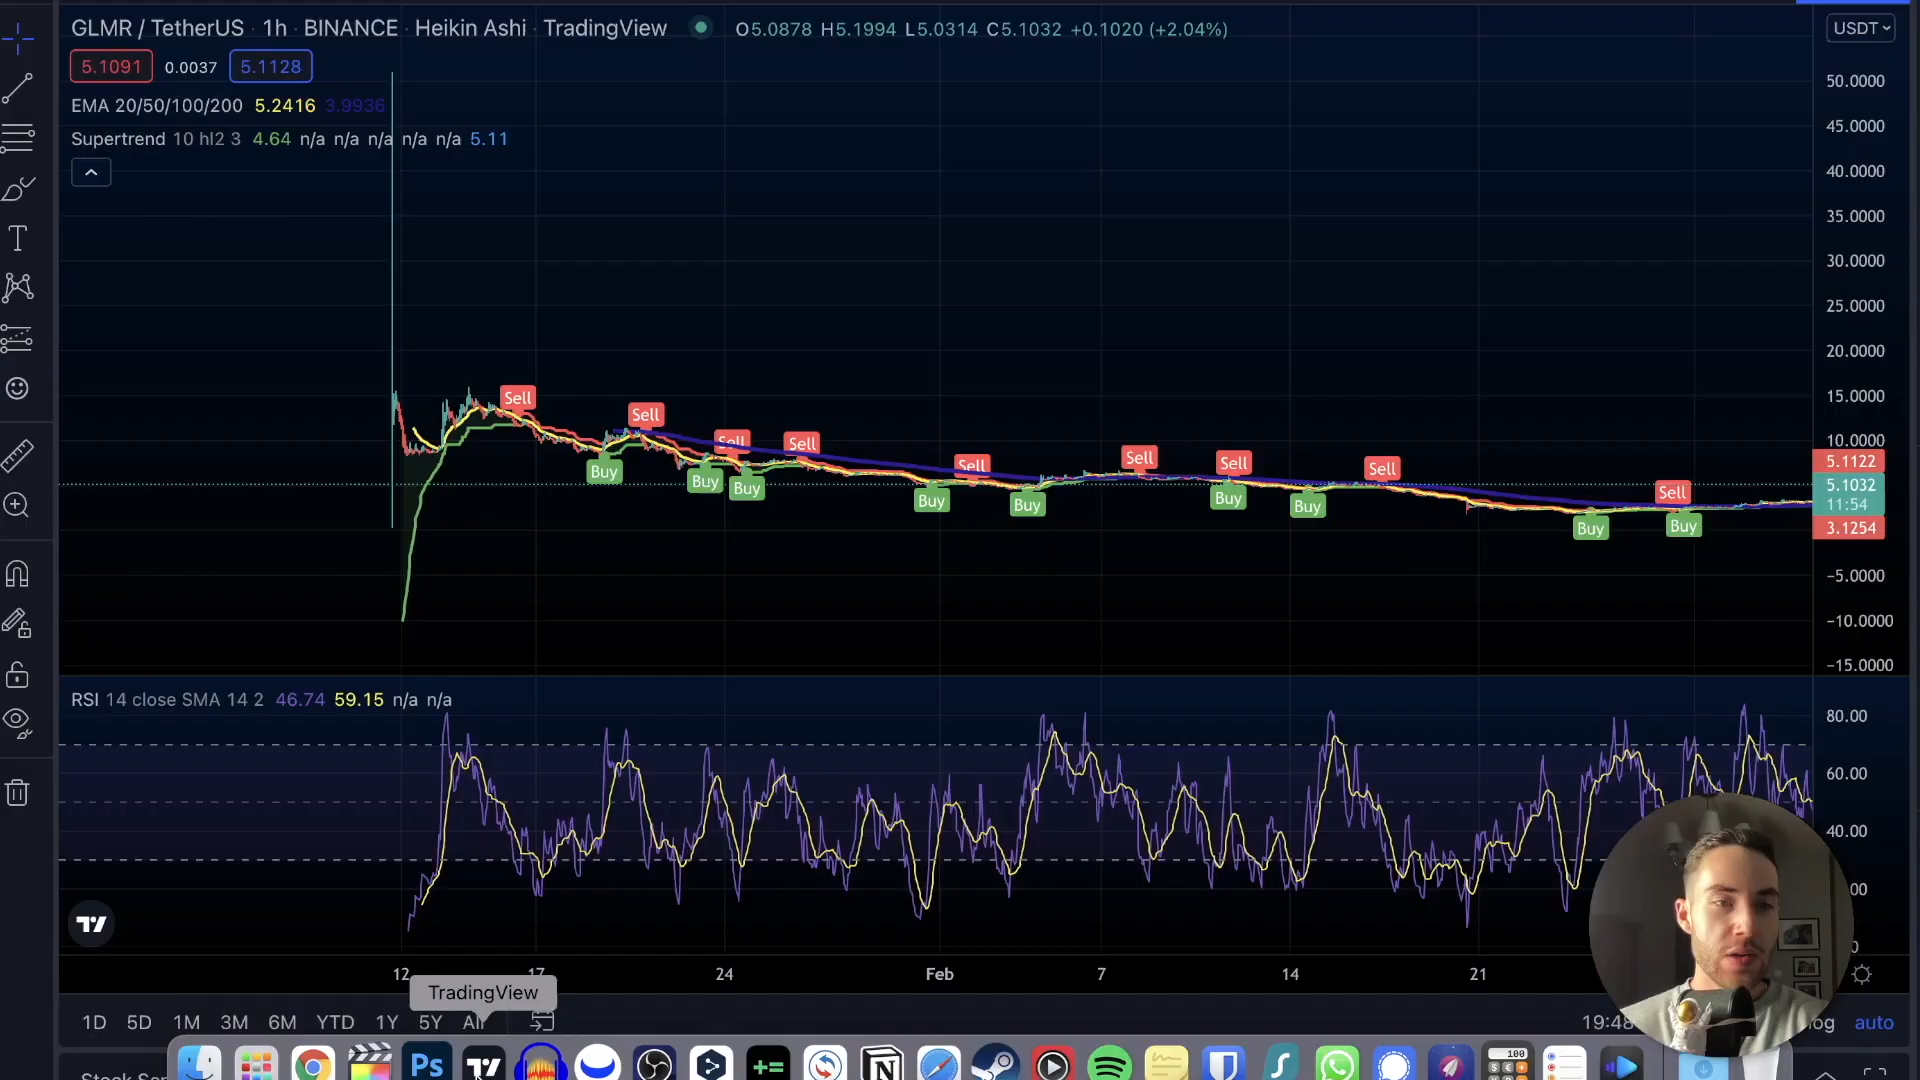 GLMR / TetherUS · 1h · BINANCE · Heikin Ashi · TradingView
O5.0878 H5.1994 L5.0314 C5.1032 +0.1020 (+2.04%)
USDT
5.1091 0.0037 5.1128
EMA 20/50/100/200 5.2416 3.9936
Supertrend 10 hl2 3 4.64 n/a n/a n/a n/a n/a 5.11
50.0000
45.0000
40.0000
35.0000
30.0000
25.0000
20.0000
15.0000
10.0000
5.1122
5.1032
11:54
3.1254
−5.0000
−10.0000
−15.0000
Sell
Sell
Sell
Sell
Sell
Sell
Sell
Sell
Sell
Buy
Buy
Buy
Buy
Buy
Buy
Buy
Buy
Buy
RSI 14 close SMA 14 2 46.74 59.15 n/a n/a
80.00
60.00
40.00
12 17 24 Feb 7 14 21
TradingView
1D 5D 1M 3M 6M YTD 1Y 5Y All
19:48
auto
Ps
100